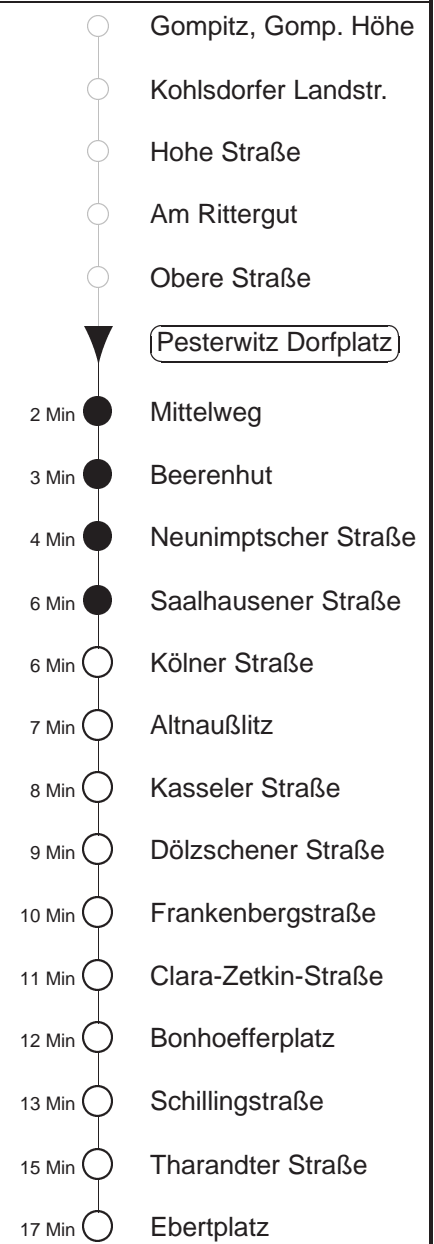 Gompitz, Gomp. Höhe
Kohlsdorfer Landstr.
Hohe Straße
Am Rittergut
Obere Straße
Pesterwitz Dorfplatz
2 Min Mittelweg
3 Min Beerenhut
4 Min Neunimptscher Straße
6 Min Saalhausener Straße
6 Min Kölner Straße
7 Min Altnaußlitz
8 Min Kasseler Straße
9 Min Dölzschener Straße
10 Min Frankenbergstraße
11 Min Clara-Zetkin-Straße
12 Min Bonhoefferplatz
13 Min Schillingstraße
15 Min Tharandter Straße
17 Min Ebertplatz